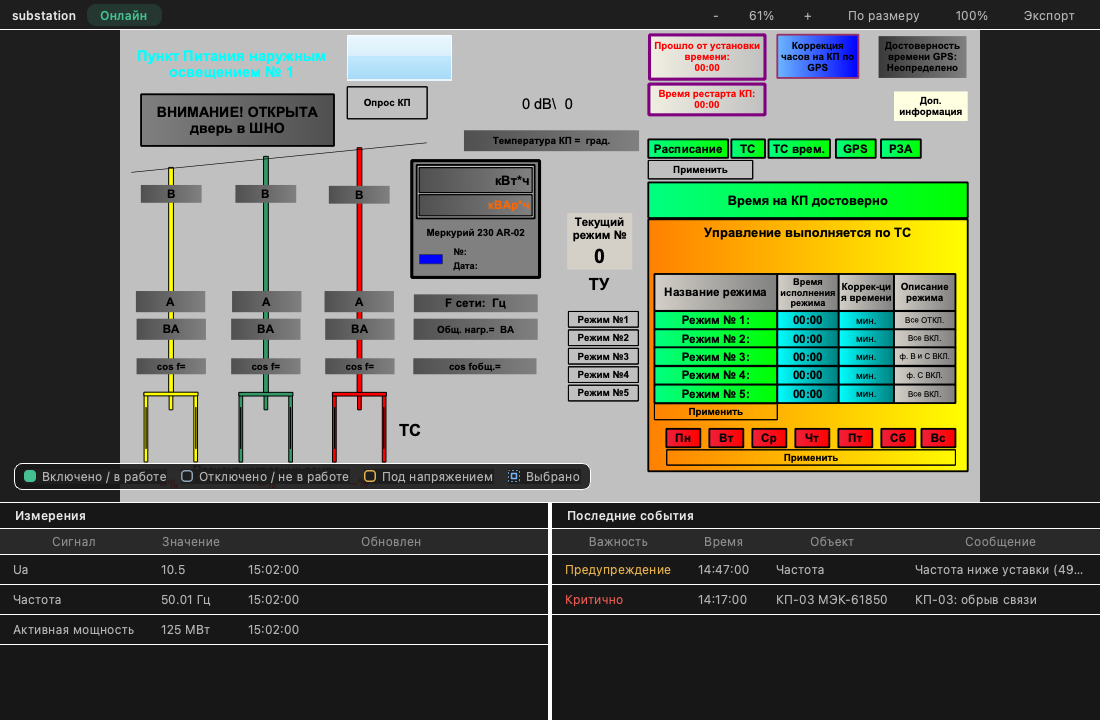 substation Онлайн - 61% + По размеру 100% Экспорт
Пункт Питания наружным
освещением № 1
ВНИМАНИЕ! ОТКРЫТА
дверь в ШНО
Опрос КП
0 dB\ 0
Температура КП = град.
Прошло от установки
времени:
00:00
Время рестарта КП:
00:00
Коррекция
часов на КП по
GPS
Достоверность
времени GPS:
Неопределено
Доп.
информация
Расписание ТС ТС врем. GPS РЗА
Применить
Время на КП достоверно
Управление выполняется по ТС
В В В
кВт*ч
кВАр*ч
Меркурий 230 AR-02
№:
Дата:
Текущий
режим №
0
ТУ
А А А
F сети: Гц
ВА ВА ВА
Общ. нагр.= ВА
cos f= cos f= cos f=
cos fобщ.=
Режим №1
Режим №2
Режим №3
Режим №4
Режим №5
ТС
Название режима
Время
исполнения
режима
Коррек-ци
я времени
Описание
режима
Режим № 1: 00:00 мин. Все ОТКЛ.
Режим № 2: 00:00 мин. Все ВКЛ.
Режим № 3: 00:00 мин. ф. В и С ВКЛ.
Режим № 4: 00:00 мин. ф. С ВКЛ.
Режим № 5: 00:00 мин. Все ВКЛ.
Применить
Пн Вт Ср Чт Пт Сб Вс
Применить
Включено / в работе Отключено / не в работе Под напряжением Выбрано
Измерения
Сигнал Значение Обновлен
Ua 10.5 15:02:00
Частота 50.01 Гц 15:02:00
Активная мощность 125 МВт 15:02:00
Последние события
Важность Время Объект Сообщение
Предупреждение 14:47:00 Частота Частота ниже уставки (49...
Критично 14:17:00 КП-03 МЭК-61850 КП-03: обрыв связи